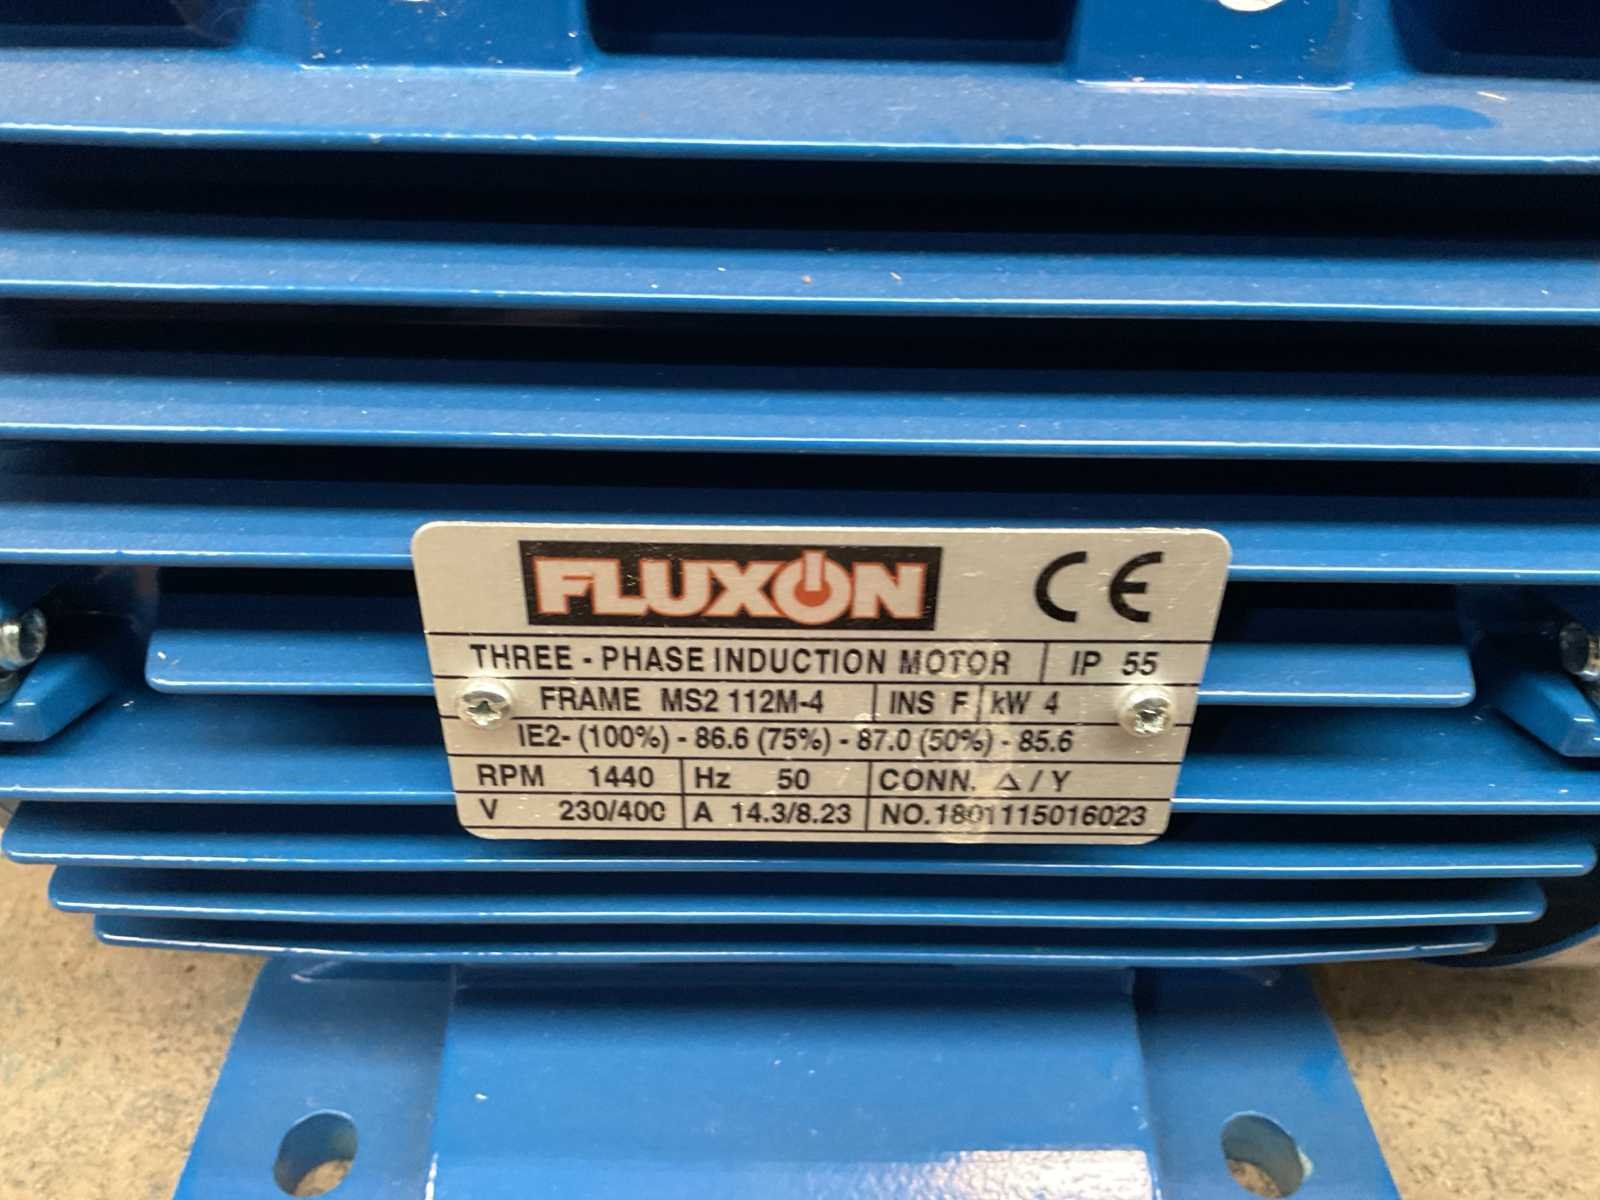 FLUXON CE
THREE - PHASE INDUCTION MOTOR IP 55
FRAME MS2 112M-4 INS F kW 4
IE2- (100%) - 86.6 (75%) - 87.0 (50%) - 85.6
RPM 1440 Hz 50 CONN. Δ / Y
V 230/400 A 14.3/8.23 NO.1801115016023